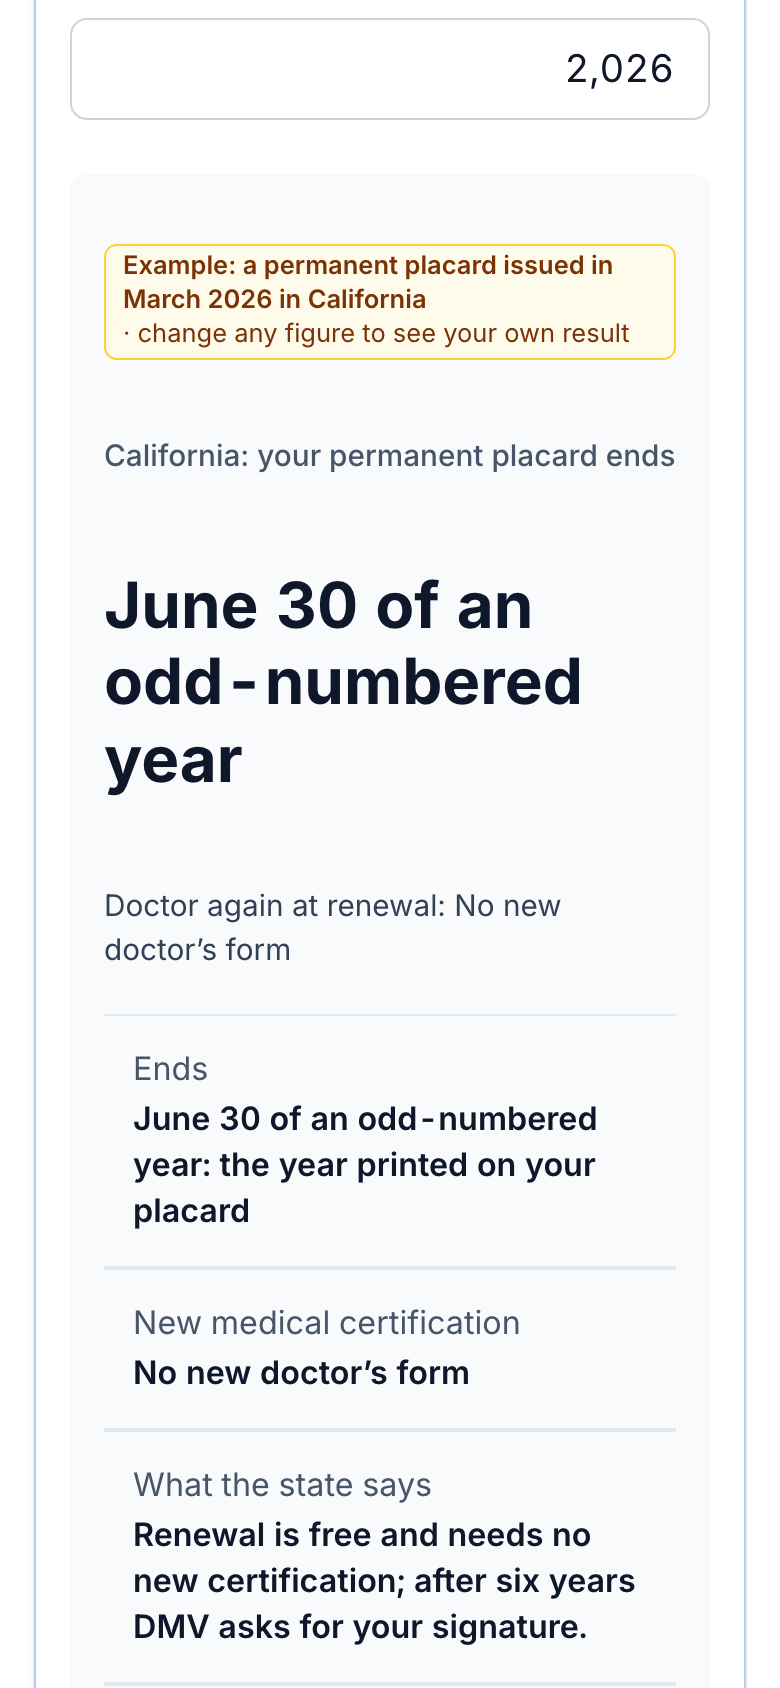 2,026
Example: a permanent placard issued in
March 2026 in California
· change any figure to see your own result
California: your permanent placard ends
June 30 of an
odd-numbered
year
Doctor again at renewal: No new
doctor’s form
Ends
June 30 of an odd-numbered
year: the year printed on your
placard
New medical certification
No new doctor’s form
What the state says
Renewal is free and needs no
new certification; after six years
DMV asks for your signature.